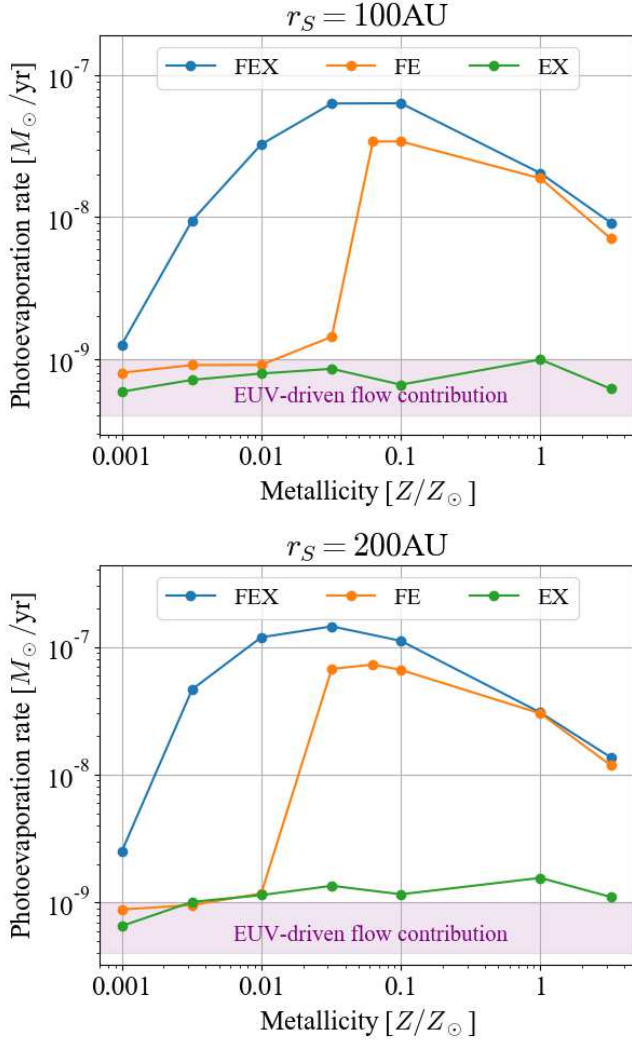 r_S = 100AU
FEX FE EX
10⁻⁷
10⁻⁸
10⁻⁹
Photoevaporation rate [M_⊙/yr]
EUV-driven flow contribution
0.001 0.01 0.1 1
Metallicity [Z/Z_⊙]
r_S = 200AU
FEX FE EX
10⁻⁷
10⁻⁸
10⁻⁹
Photoevaporation rate [M_⊙/yr]
EUV-driven flow contribution
0.001 0.01 0.1 1
Metallicity [Z/Z_⊙]